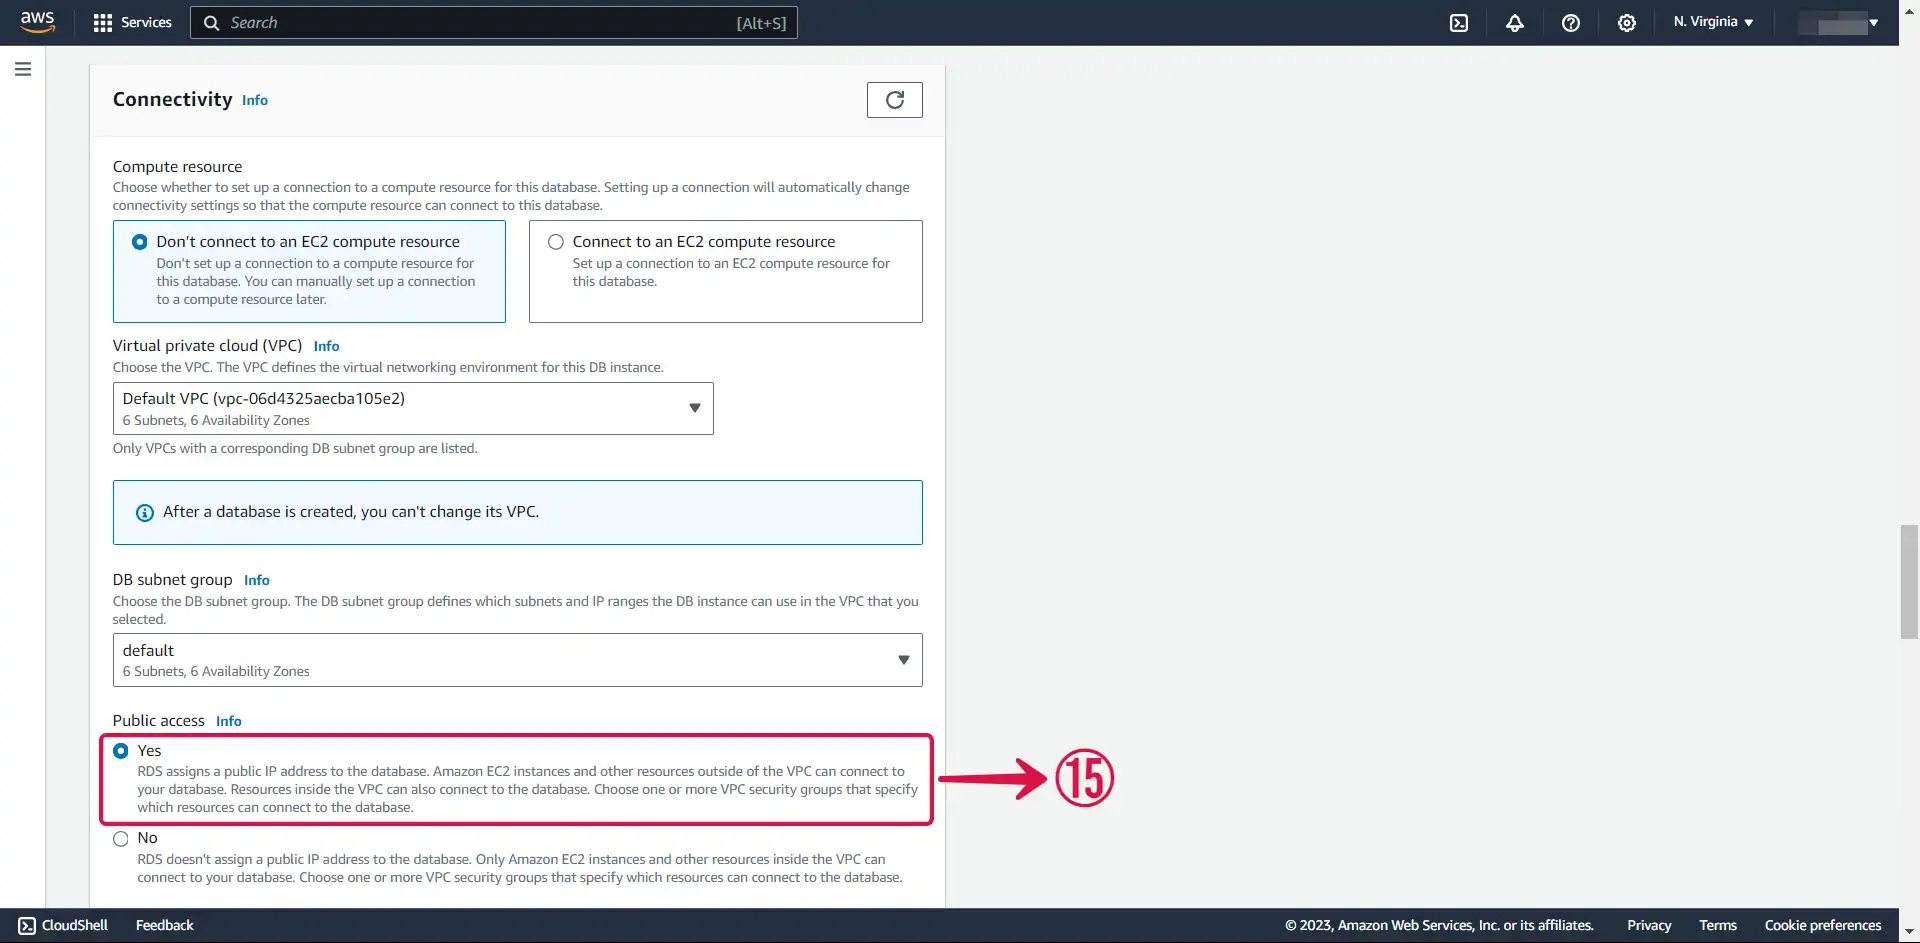 aws
Services
Search
[Alt+S]
N. Virginia
Connectivity Info
Compute resource
Choose whether to set up a connection to a compute resource for this database. Setting up a connection will automatically change
connectivity settings so that the compute resource can connect to this database.
Don't connect to an EC2 compute resource
Don't set up a connection to a compute resource for
this database. You can manually set up a connection
to a compute resource later.
Connect to an EC2 compute resource
Set up a connection to an EC2 compute resource for
this database.
Virtual private cloud (VPC) Info
Choose the VPC. The VPC defines the virtual networking environment for this DB instance.
Default VPC (vpc-06d4325aecba105e2)
6 Subnets, 6 Availability Zones
Only VPCs with a corresponding DB subnet group are listed.
After a database is created, you can't change its VPC.
DB subnet group Info
Choose the DB subnet group. The DB subnet group defines which subnets and IP ranges the DB instance can use in the VPC that you
selected.
default
6 Subnets, 6 Availability Zones
Public access Info
Yes
RDS assigns a public IP address to the database. Amazon EC2 instances and other resources outside of the VPC can connect to
your database. Resources inside the VPC can also connect to the database. Choose one or more VPC security groups that specify
which resources can connect to the database.
15
No
RDS doesn't assign a public IP address to the database. Only Amazon EC2 instances and other resources inside the VPC can
connect to your database. Choose one or more VPC security groups that specify which resources can connect to the database.
CloudShell
Feedback
© 2023, Amazon Web Services, Inc. or its affiliates.
Privacy
Terms
Cookie preferences